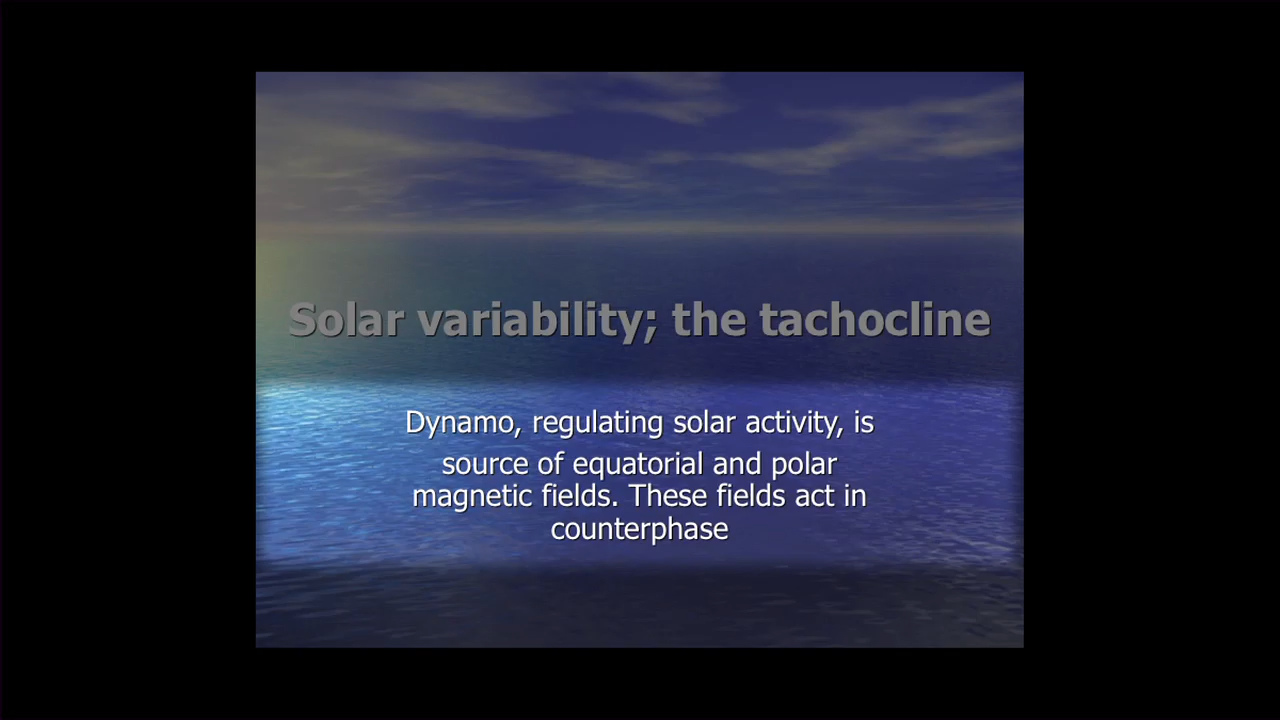 Solar variability; the tachocline
Dynamo, regulating solar activity, is
source of equatorial and polar
magnetic fields. These fields act in
counterphase